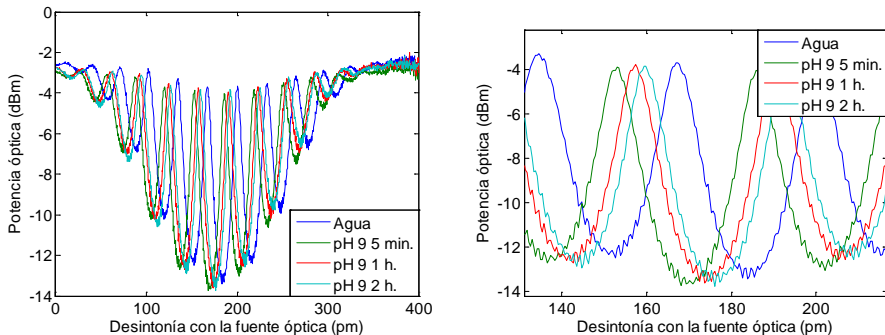 0
-2
-4
-6
-8
-10
-12
-14
0 100 200 300 400
Potencia óptica (dBm)
Desintonía con la fuente óptica (pm)
Agua
pH 9 5 min.
pH 9 1 h.
pH 9 2 h.
-4
-6
-8
-10
-12
140 160 180 200
Potencia óptica (dBm)
Desintonía con la fuente óptica (pm)
Agua
pH 9 5 min.
pH 9 1 h.
pH 9 2 h.